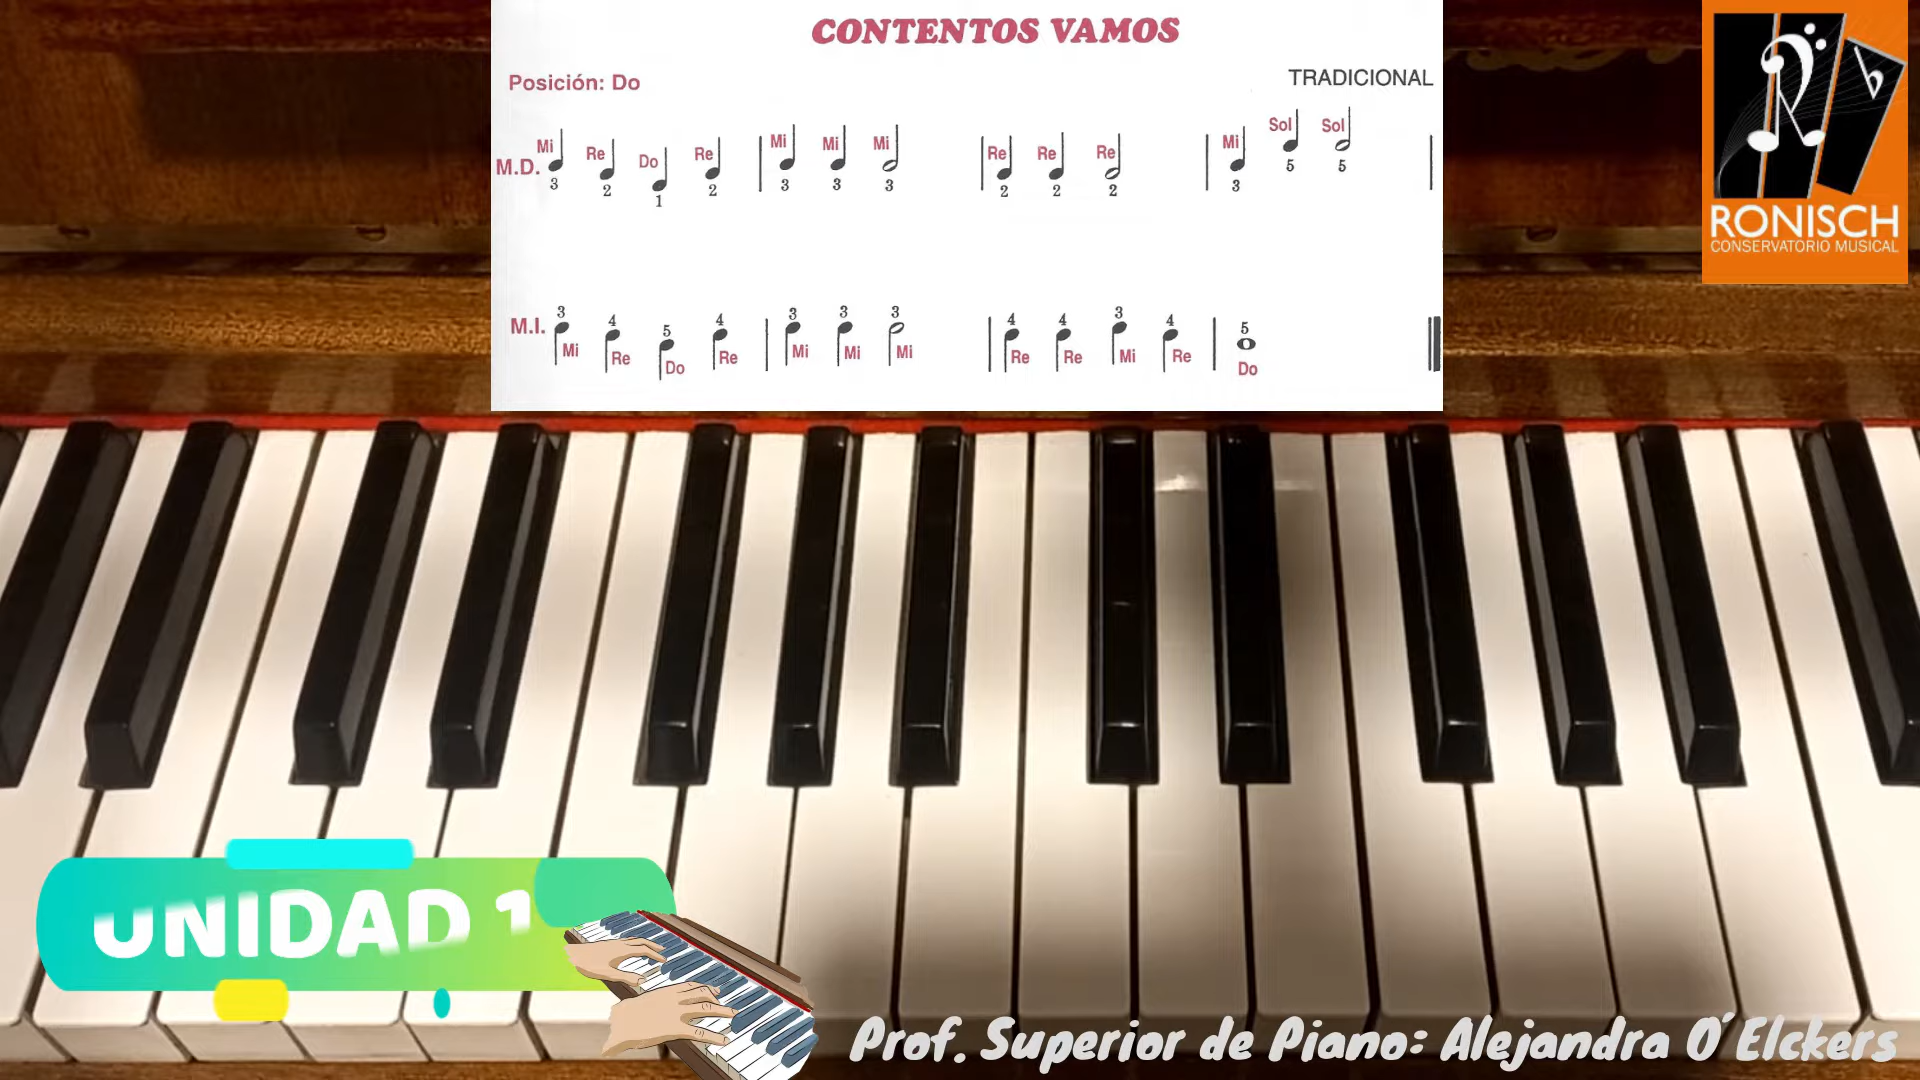 CONTENTOS VAMOS
Posición: Do
TRADICIONAL
Mi Re Do Re Mi Mi Mi Re Re Re Mi Sol Sol
M.D.
3 2 1 2 3 3 3 2 2 2 3 5 5
3 4 5 4 3 3 3 4 4 3 4 5
M.I.
Mi Re Do Re Mi Mi Mi Re Re Mi Re Do
RONISCH
CONSERVATORIO MUSICAL
UNIDAD 1
Prof. Superior de Piano: Alejandra O´Elckers